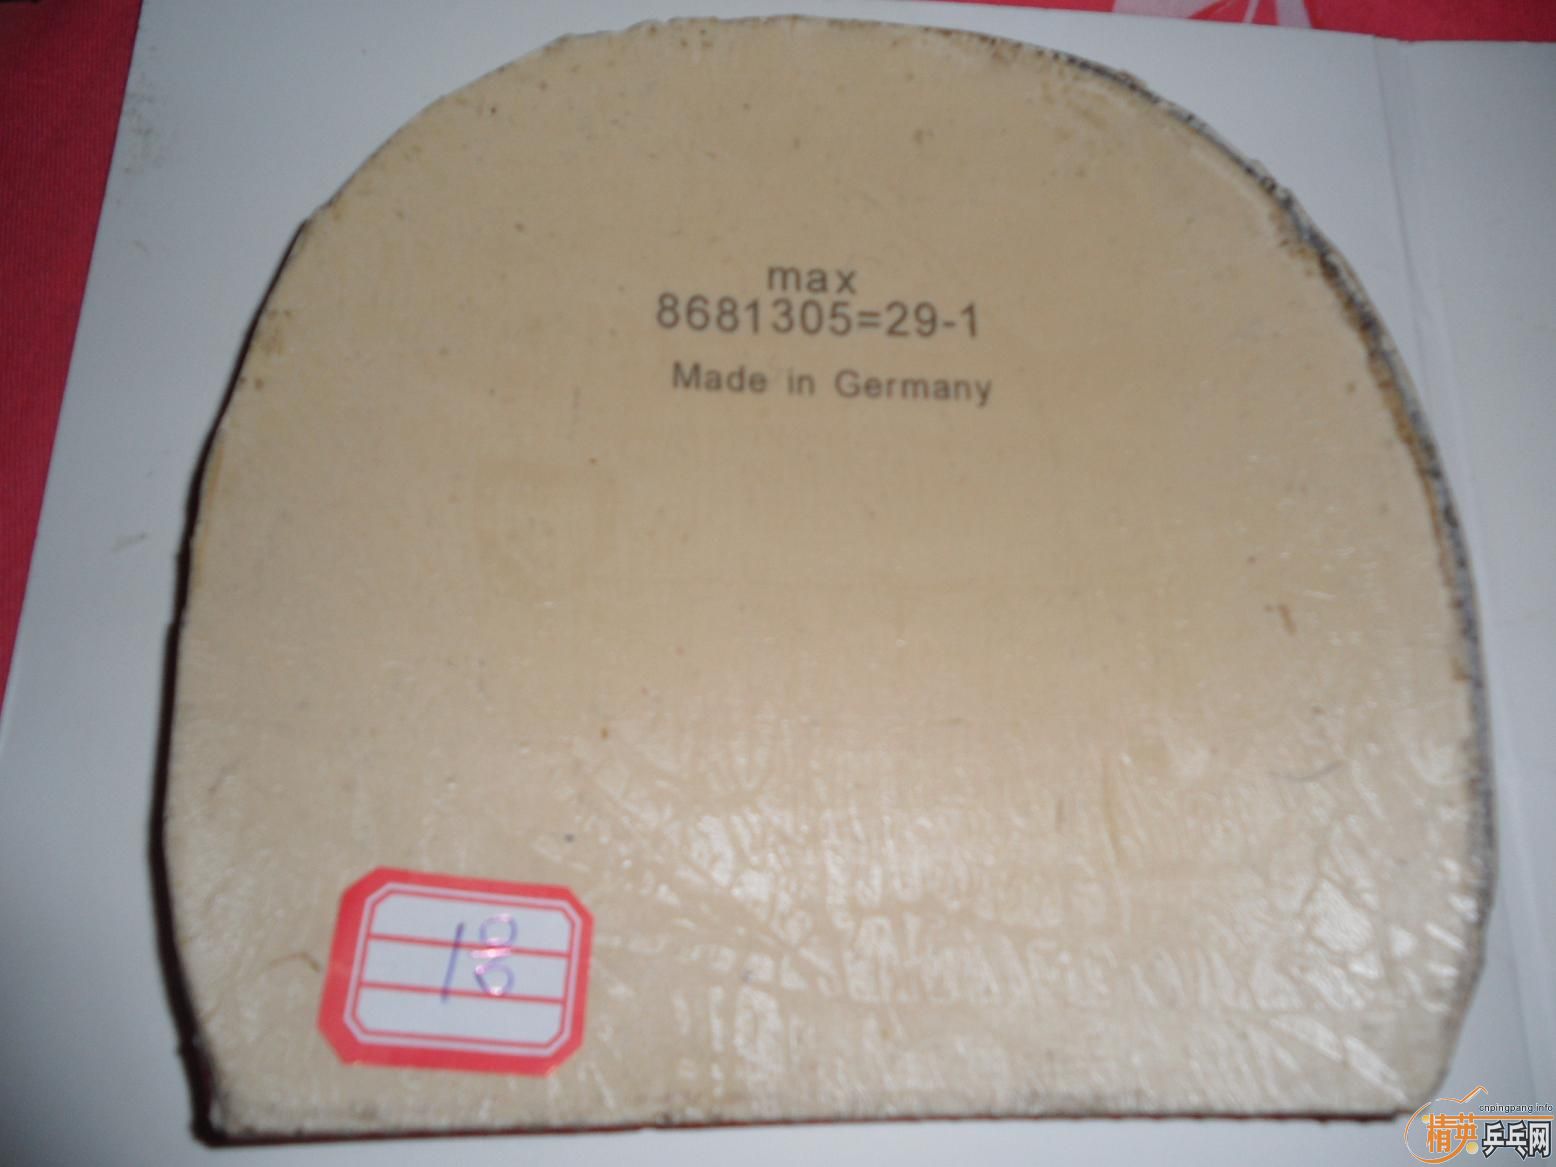 max
8681305=29-1
Made in Germany
18
cnpingpang.info
精英乒乓网